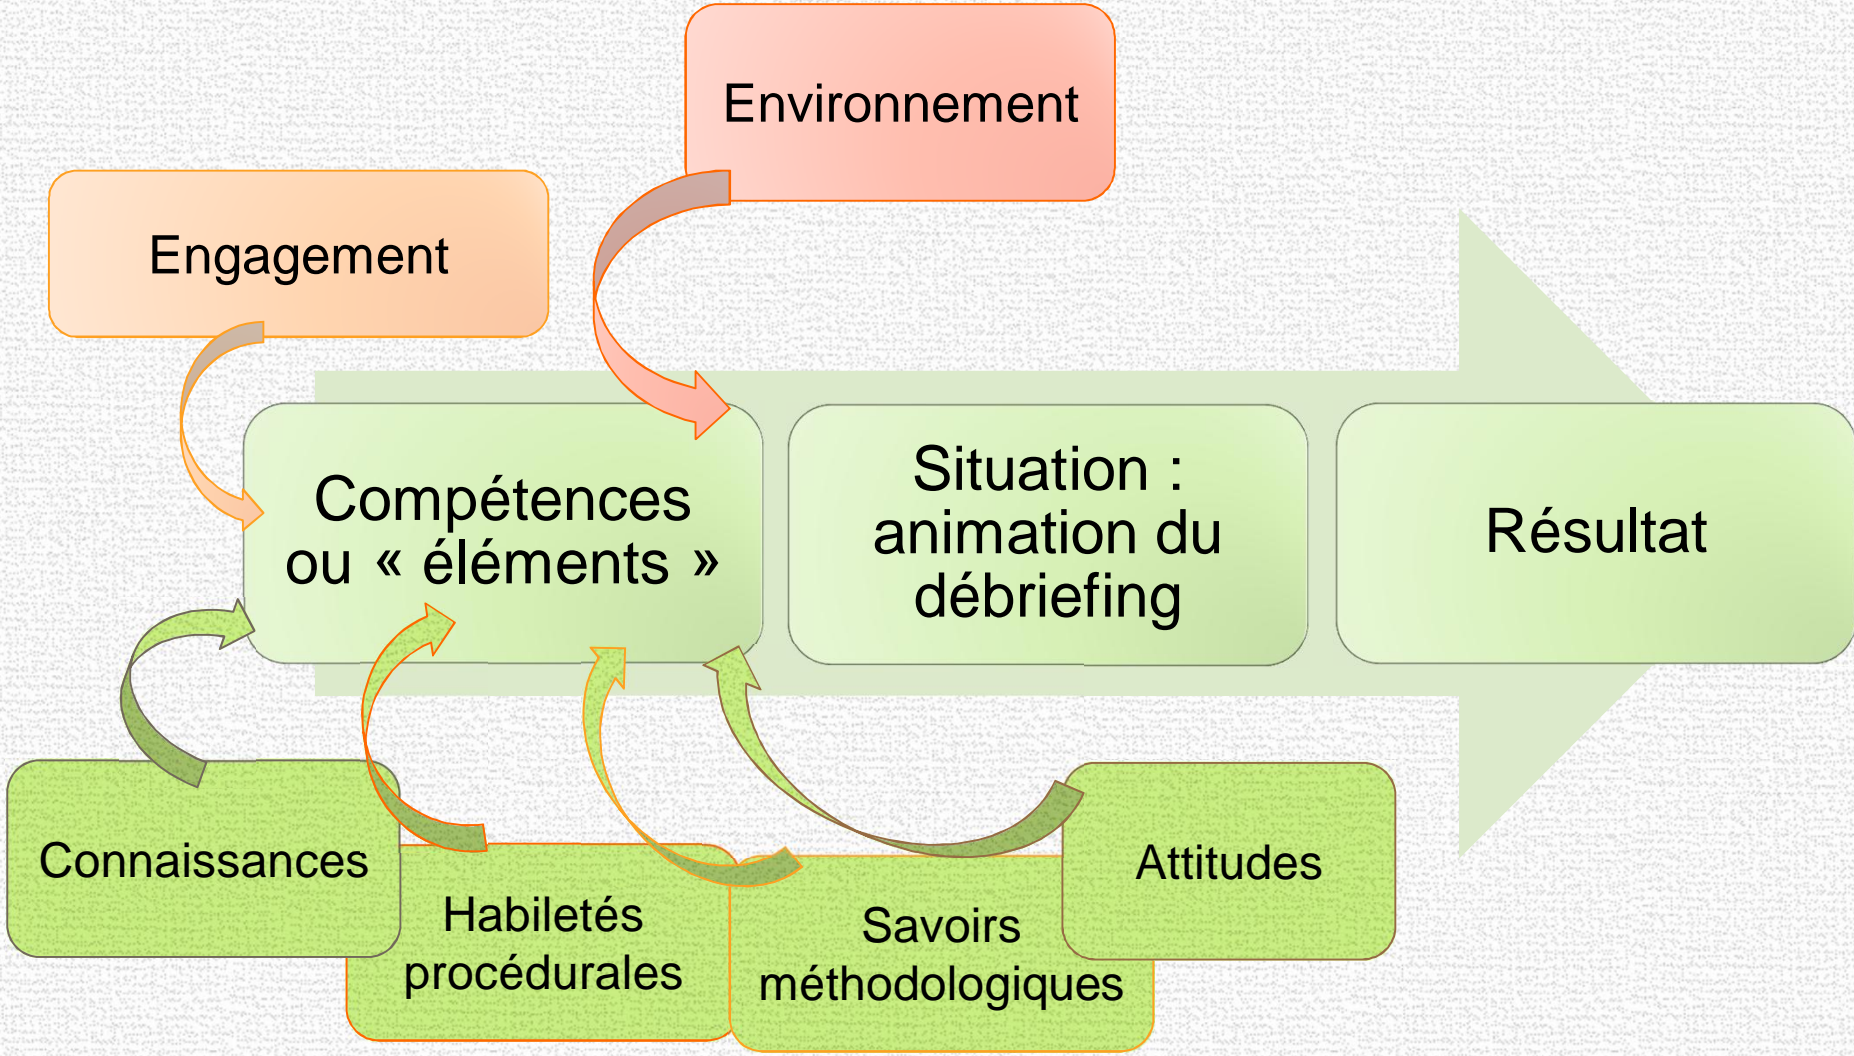 Environnement
Engagement
Compétences
ou « éléments »
Situation :
animation du
débriefing
Résultat
Connaissances
Habiletés
procédurales
Savoirs
méthodologiques
Attitudes